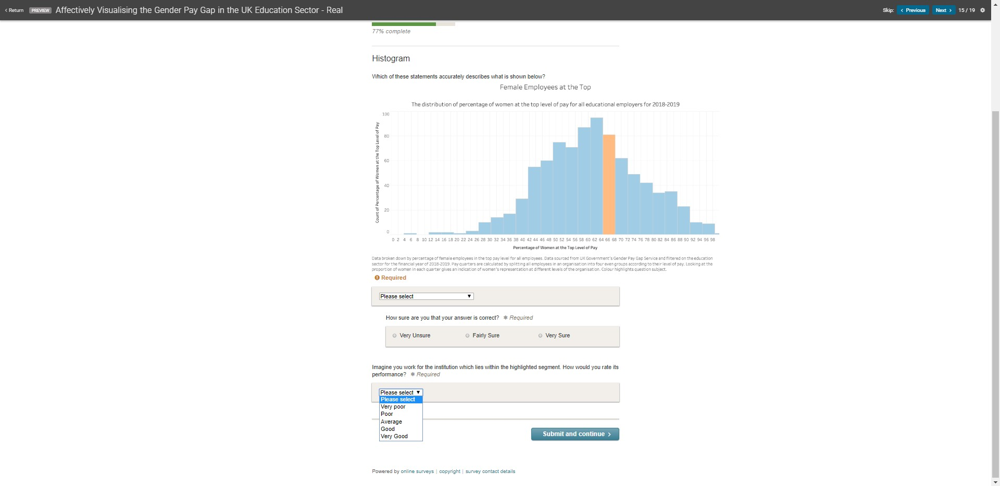 Return PREVIEW Affectively Visualising the Gender Pay Gap in the UK Education Sector - Real Skip: Previous Next 15 / 19
77% complete
Histogram
Which of these statements accurately describes what is shown below?
Female Employees at the Top
The distribution of percentage of women at the top level of pay for all educational employers for 2018-2019
Count of Percentage of Women at the Top Level of Pay
100
80
60
40
20
0
0 2 4 6 8 10 12 14 16 18 20 22 24 26 28 30 32 34 36 38 40 42 44 46 48 50 52 54 56 58 60 62 64 66 68 70 72 74 76 78 80 82 84 86 88 90 92 94 96 98
Percentage of Women at the Top Level of Pay
Data broken down by percentage of female employees in the top pay level for all employees. Data sourced from UK Government's Gender Pay Gap Service and filtered on the education
sector for the financial year of 2018-2019. Pay quarters are calculated by splitting all employees in an organisation into four even groups according to their level of pay. Looking at the
proportion of women in each quarter gives an indication of women's representation at different levels of the organisation. Colour highlights question subject.
Required
Please select
How sure are you that your answer is correct? * Required
Very Unsure Fairly Sure Very Sure
Imagine you work for the institution which lies within the highlighted segment. How would you rate its
performance? * Required
Please select
Please select
Very poor
Poor
Average
Good
Very Good
Submit and continue >
Powered by online surveys | copyright | survey contact details